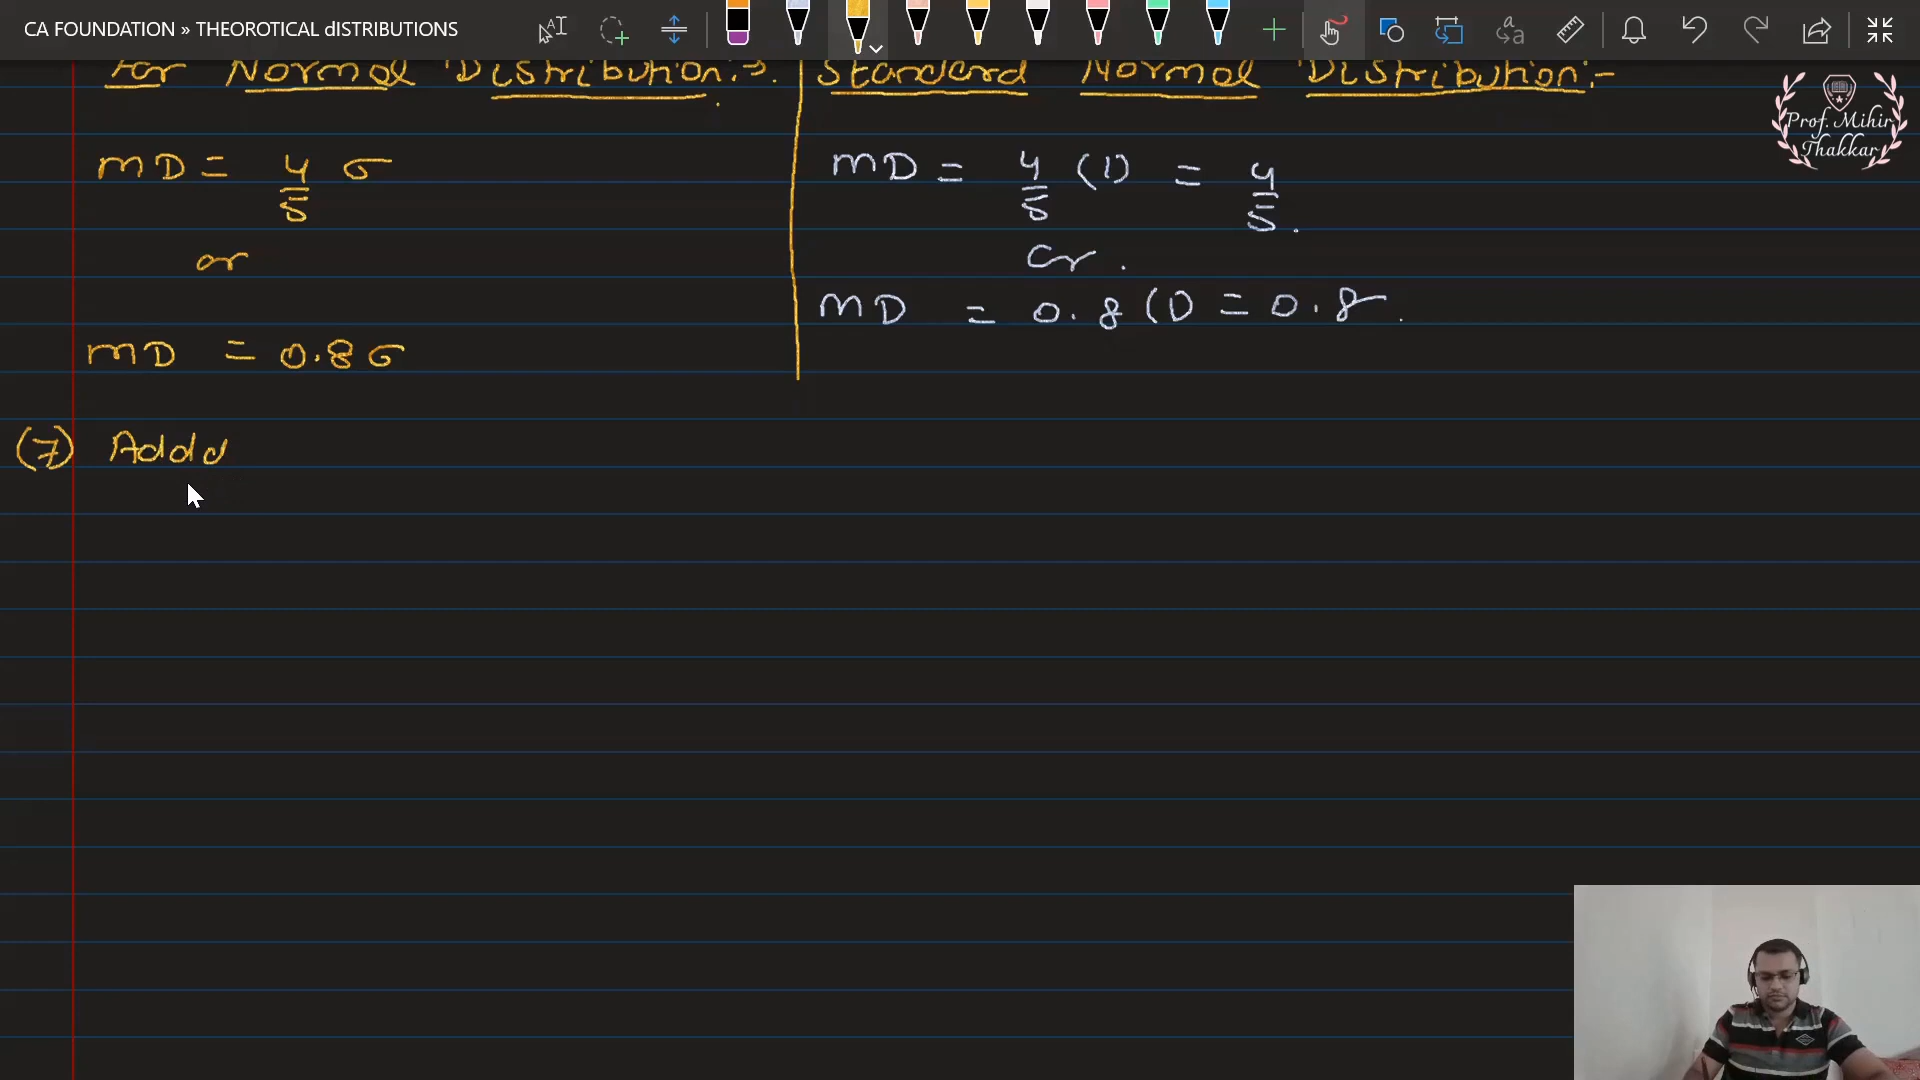 CA FOUNDATION » THEOROTICAL dISTRIBUTIONS
For Normal Distribution:-
MD = 4/5 σ
or
MD = 0.8 σ
Standard Normal Distribution:-
MD = 4/5 (1) = 4/5.
or.
MD = 0.8 (1) = 0.8.
(7) Addd
Prof. Mihir
Thakkar